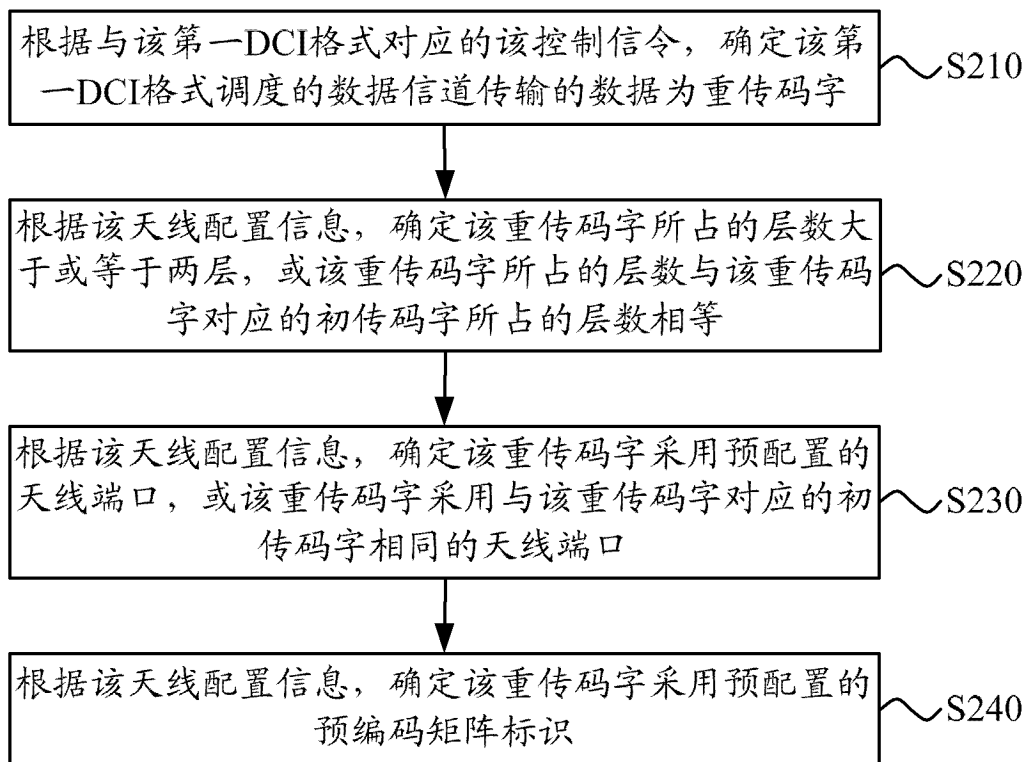 根据与该第一DCI格式对应的该控制信令，确定该第
一DCI格式调度的数据信道传输的数据为重传码字
S210
根据该天线配置信息，确定该重传码字所占的层数大
于或等于两层，或该重传码字所占的层数与该重传码
字对应的初传码字所占的层数相等
S220
根据该天线配置信息，确定该重传码字采用预配置的
天线端口，或该重传码字采用与该重传码字对应的初
传码字相同的天线端口
S230
根据该天线配置信息，确定该重传码字采用预配置的
预编码矩阵标识
S240